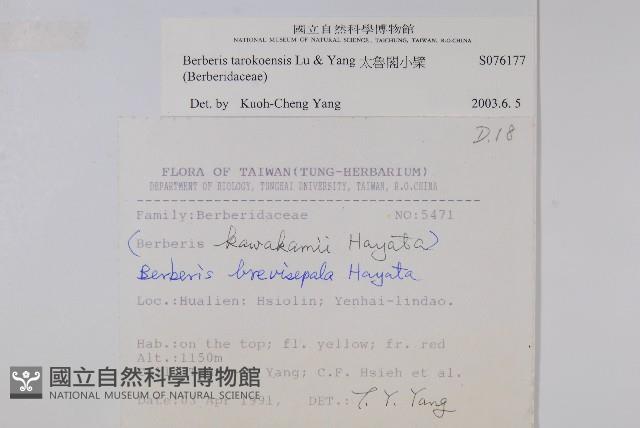 國立自然科學博物館
NATIONAL MUSEUM OF NATURAL SCIENCE, TAICHUNG, TAIWAN, R.O.CHINA
Berberis tarokoensis Lu & Yang 太魯閣小檗 S076177
(Berberidaceae)
Det. by Kuoh-Cheng Yang 2003.6.5
D.18
FLORA OF TAIWAN(TUNG-HERBARIUM)
DEPARTMENT OF BIOLOGY, TUNGHAI UNIVERSITY, TAIWAN, R.O.CHINA
Family:Berberidaceae NO:5471
(Berberis kawakamii Hayata)
Berberis brevisepala Hayata
Loc.:Hualien: Hsiolin; Yenhai-lindao.
Hab.:on the top; fl. yellow; fr. red
Alt.:1150m
Yang; C.F. Hsieh et al.
國立自然科學博物館
NATIONAL MUSEUM OF NATURAL SCIENCE
Date:03 Apr 1991, DET.: T. Y. Yang